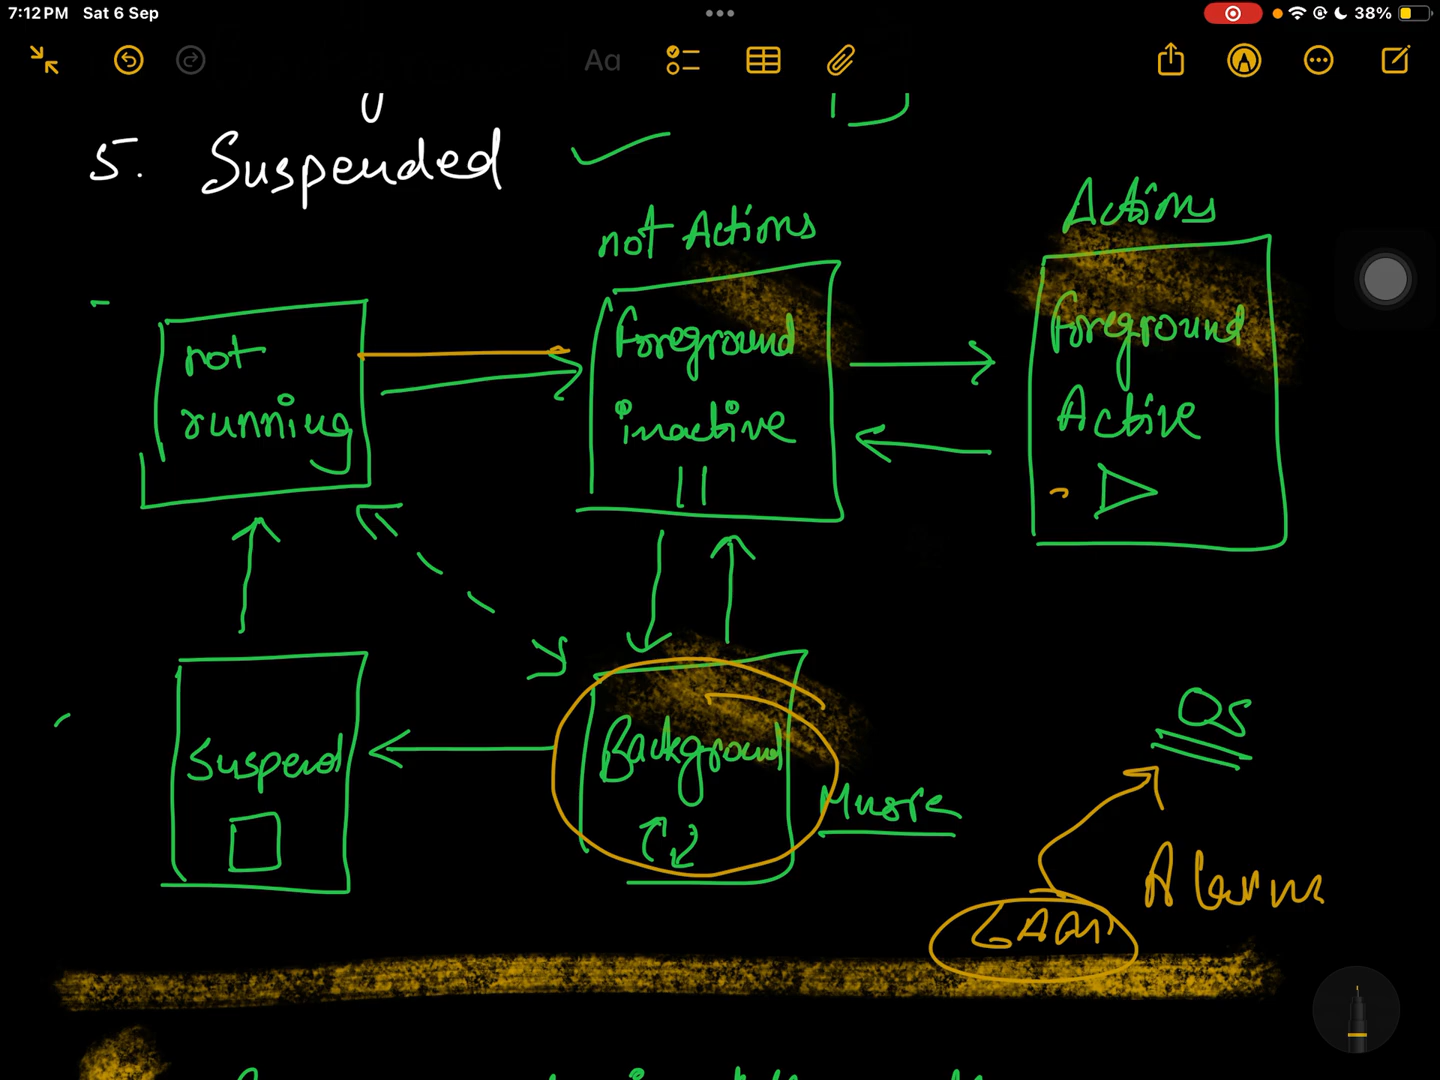 7:12 PM Sat 6 Sep
38%
Aa
5. Suspended
not Actions
Actions
not
running
Foreground
inactive
Foreground
Active
Suspend
Background
Music
OS
Alarm
6AM